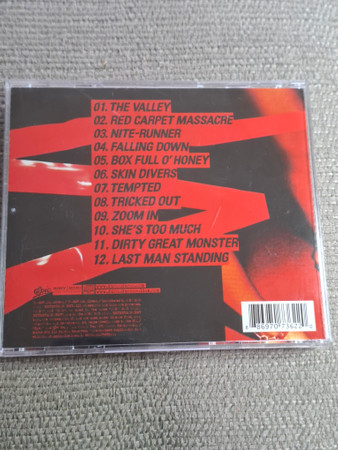 01. THE VALLEY
02. RED CARPET MASSACRE
03. NITE-RUNNER
04. FALLING DOWN
05. BOX FULL O' HONEY
06. SKIN DIVERS
07. TEMPTED
08. TRICKED OUT
09. ZOOM IN
10. SHE'S TOO MUCH
11. DIRTY GREAT MONSTER
12. LAST MAN STANDING